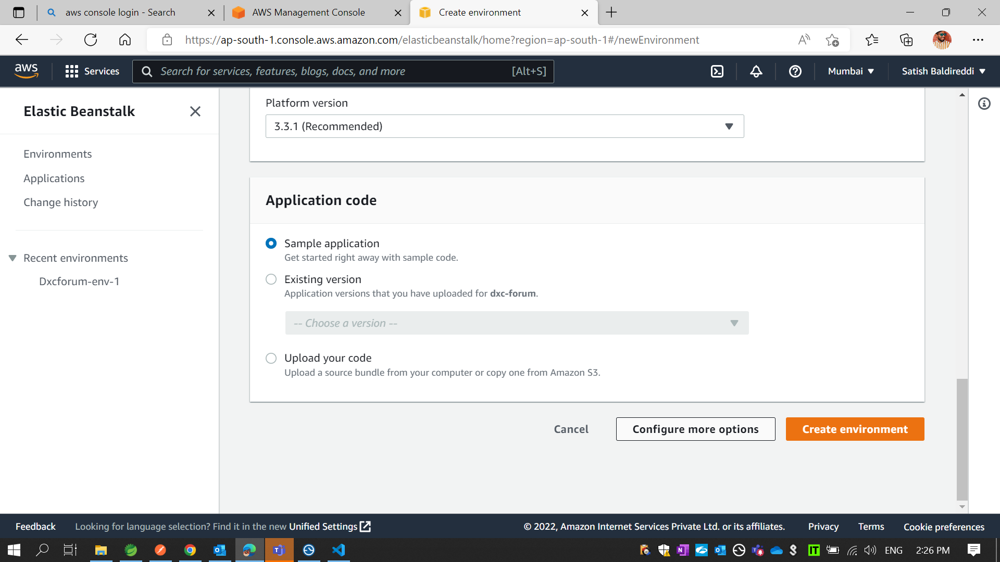 aws console login - Search
AWS Management Console
Create environment
https://ap-south-1.console.aws.amazon.com/elasticbeanstalk/home?region=ap-south-1#/newEnvironment
aws
Services
Search for services, features, blogs, docs, and more
[Alt+S]
Mumbai
Satish Baldireddi
Elastic Beanstalk
Environments
Applications
Change history
Recent environments
Dxcforum-env-1
Platform version
3.3.1 (Recommended)
Application code
Sample application
Get started right away with sample code.
Existing version
Application versions that you have uploaded for dxc-forum.
-- Choose a version --
Upload your code
Upload a source bundle from your computer or copy one from Amazon S3.
Cancel
Configure more options
Create environment
Feedback
Looking for language selection? Find it in the new Unified Settings
© 2022, Amazon Internet Services Private Ltd. or its affiliates.
Privacy
Terms
Cookie preferences
IT
ENG
2:26 PM